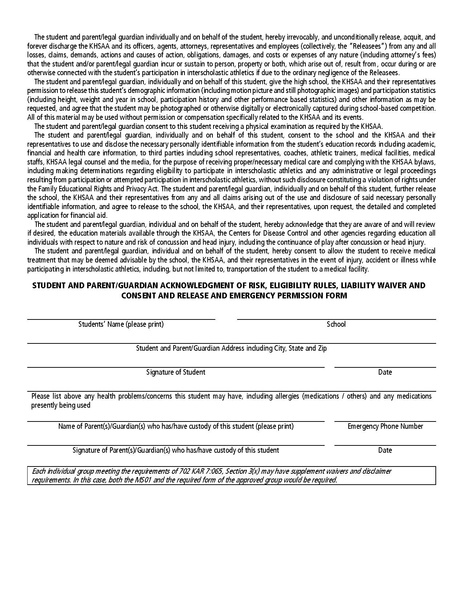 The student and parent/legal guardian individually and on behalf of the student, hereby irrevocably, and unconditionally release, acquit, and
forever discharge the KHSAA and its officers, agents, attorneys, representatives and employees (collectively, the "Releasees") from any and all
losses, claims, demands, actions and causes of action, obligations, damages, and costs or expenses of any nature (including attorney's fees)
that the student and/or parent/legal guardian incur or sustain to person, property or both, which arise out of, result from, occur during or are
otherwise connected with the student's participation in interscholastic athletics if due to the ordinary negligence of the Releasees.
The student and parent/legal guardian, individually and on behalf of this student, give the high school, the KHSAA and their representatives
permission to release this student's demographic information (including motion picture and still photographic images) and participation statistics
(including height, weight and year in school, participation history and other performance based statistics) and other information as may be
requested, and agree that the student may be photographed or otherwise digitally or electronically captured during school-based competition.
All of this material may be used without permission or compensation specifically related to the KHSAA and its events.
The student and parent/legal guardian consent to this student receiving a physical examination as required by the KHSAA.
The student and parent/legal guardian, individually and on behalf of this student, consent to the school and the KHSAA and their
representatives to use and disclose the necessary personally identifiable information from the student's education records including academic,
financial and health care information, to third parties including school representatives, coaches, athletic trainers, medical facilities, medical
staffs, KHSAA legal counsel and the media, for the purpose of receiving proper/necessary medical care and complying with the KHSAA bylaws,
including making determinations regarding eligibility to participate in interscholastic athletics and any administrative or legal proceedings
resulting from participation or attempted participation in interscholastic athletics, without such disclosure constituting a violation of rights under
the Family Educational Rights and Privacy Act. The student and parent/legal guardian, individually and on behalf of this student, further release
the school, the KHSAA and their representatives from any and all claims arising out of the use and disclosure of said necessary personally
identifiable information, and agree to release to the school, the KHSAA, and their representatives, upon request, the detailed and completed
application for financial aid.
The student and parent/legal guardian, individual and on behalf of the student, hereby acknowledge that they are aware of and will review
if desired, the education materials available through the KHSAA, the Centers for Disease Control and other agencies regarding education all
individuals with respect to nature and risk of concussion and head injury, including the continuance of play after concussion or head injury.
The student and parent/legal guardian, individual and on behalf of the student, hereby consent to allow the student to receive medical
treatment that may be deemed advisable by the school, the KHSAA, and their representatives in the event of injury, accident or illness while
participating in interscholastic athletics, including, but not limited to, transportation of the student to a medical facility.
STUDENT AND PARENT/GUARDIAN ACKNOWLEDGMENT OF RISK, ELIGIBILITY RULES, LIABILITY WAIVER AND
CONSENT AND RELEASE AND EMERGENCY PERMISSION FORM
Students' Name (please print) School
Student and Parent/Guardian Address including City, State and Zip
Signature of Student Date
Please list above any health problems/concerns this student may have, including allergies (medications / others) and any medications
presently being used
Name of Parent(s)/Guardian(s) who has/have custody of this student (please print) Emergency Phone Number
Signature of Parent(s)/Guardian(s) who has/have custody of this student Date
Each individual group meeting the requirements of 702 KAR 7:065, Section 3(s) may have supplement waivers and disclaimer
requirements. In this case, both the MS01 and the required form of the approved group would be required.